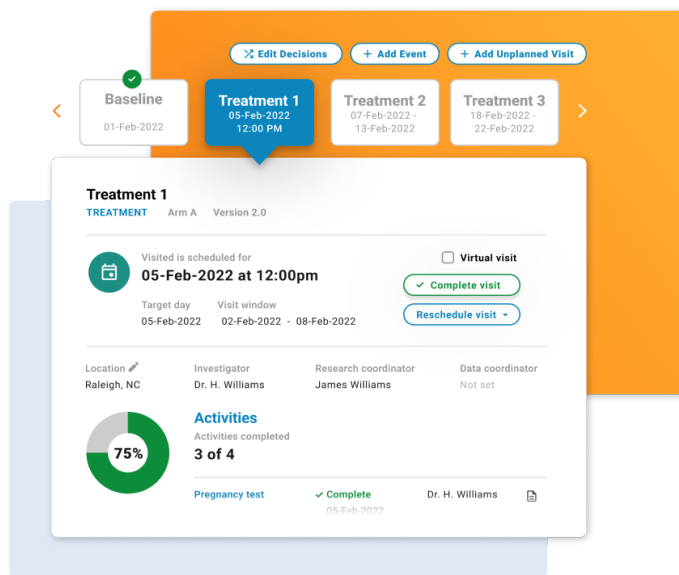 Edit Decisions
+ Add Event
+ Add Unplanned Visit
Baseline
01-Feb-2022
Treatment 1
05-Feb-2022
12:00 PM
Treatment 2
07-Feb-2022 -
13-Feb-2022
Treatment 3
18-Feb-2022 -
22-Feb-2022
Treatment 1
TREATMENT Arm A Version 2.0
Visited is scheduled for
05-Feb-2022 at 12:00pm
Virtual visit
Complete visit
Reschedule visit
Target day Visit window
05-Feb-2022 02-Feb-2022 - 08-Feb-2022
Location Investigator Research coordinator Data coordinator
Raleigh, NC Dr. H. Williams James Williams Not set
75%
Activities
Activities completed
3 of 4
Pregnancy test Complete Dr. H. Williams
05-Feb-2022